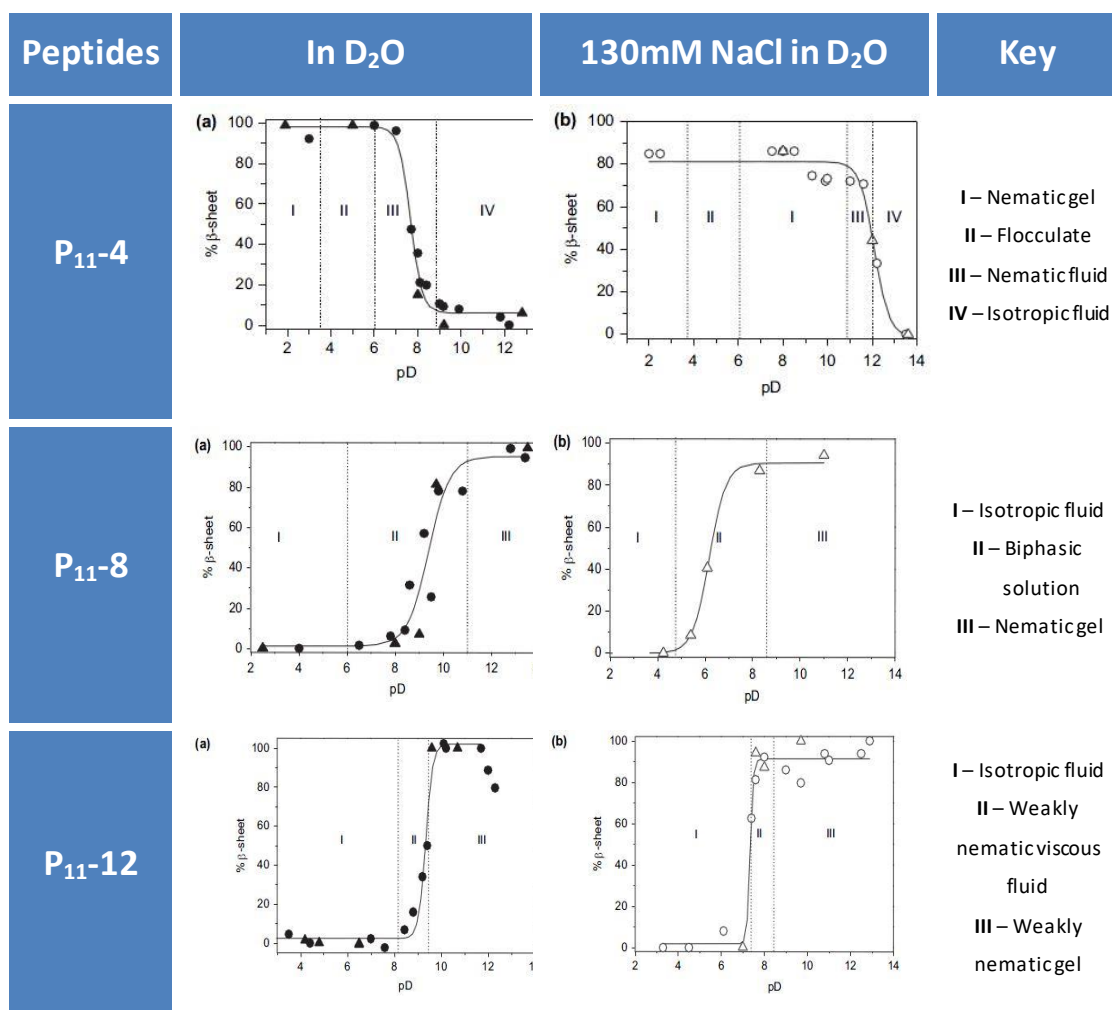 Peptides
In D₂O
130mM NaCl in D₂O
Key
P₁₁-4
(a)
100
80
60
40
20
0
% β-sheet
I
II
III
IV
2
4
6
8
10
12
pD
(b)
100
80
60
40
20
0
% β-sheet
I
II
I
III
IV
0
2
4
6
8
10
12
14
pD
I – Nematic gel
II – Flocculate
III – Nematic fluid
IV – Isotropic fluid
P₁₁-8
(a)
100
80
60
40
20
0
% β-sheet
I
II
III
2
4
6
8
10
12
pD
(b)
100
80
60
40
20
0
% β-sheet
I
II
III
2
4
6
8
10
12
14
pD
I – Isotropic fluid
II – Biphasic
solution
III – Nematic gel
P₁₁-12
(a)
100
80
60
40
20
0
% β-sheet
I
II
III
4
6
8
10
12
pD
(b)
100
80
60
40
20
0
% β-sheet
I
II
III
2
4
6
8
10
12
14
pD
I – Isotropic fluid
II – Weakly
nematic viscous
fluid
III – Weakly
nematic gel